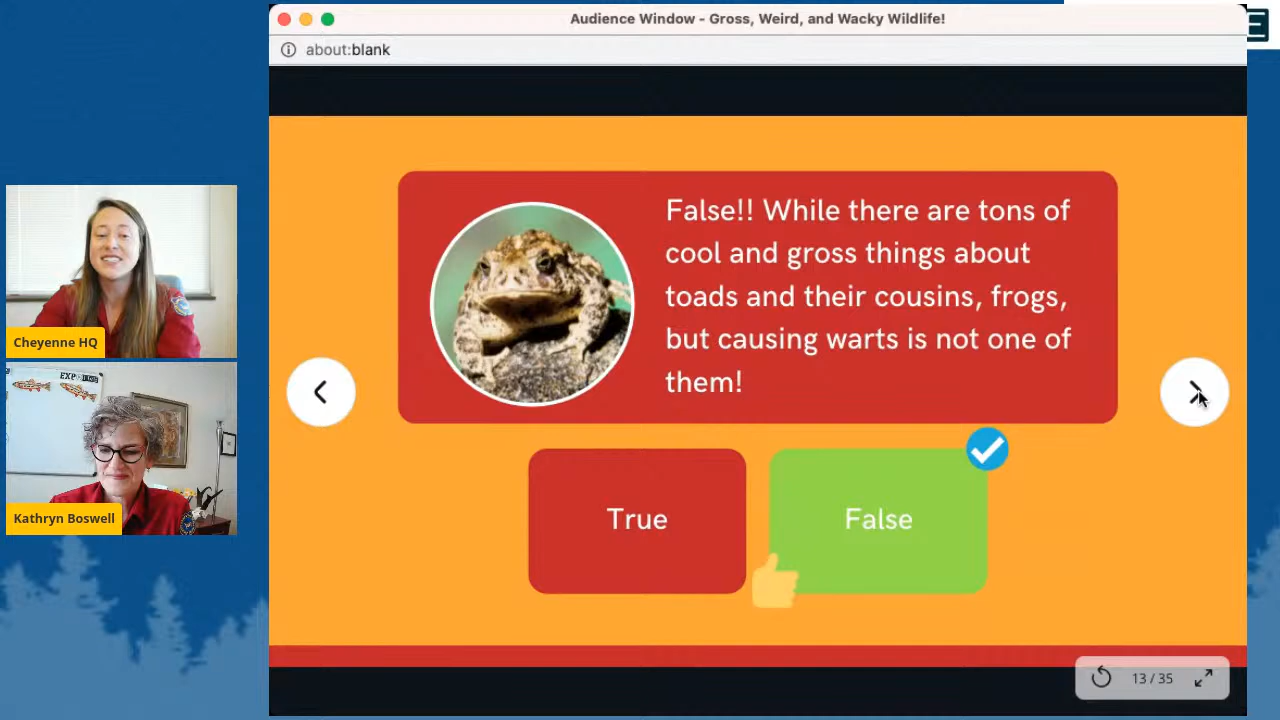 Audience Window - Gross, Weird, and Wacky Wildlife!
E
about:blank
False!! While there are tons of
cool and gross things about
toads and their cousins, frogs,
but causing warts is not one of
them!
Cheyenne HQ
Kathryn Boswell
True
False
13 / 35